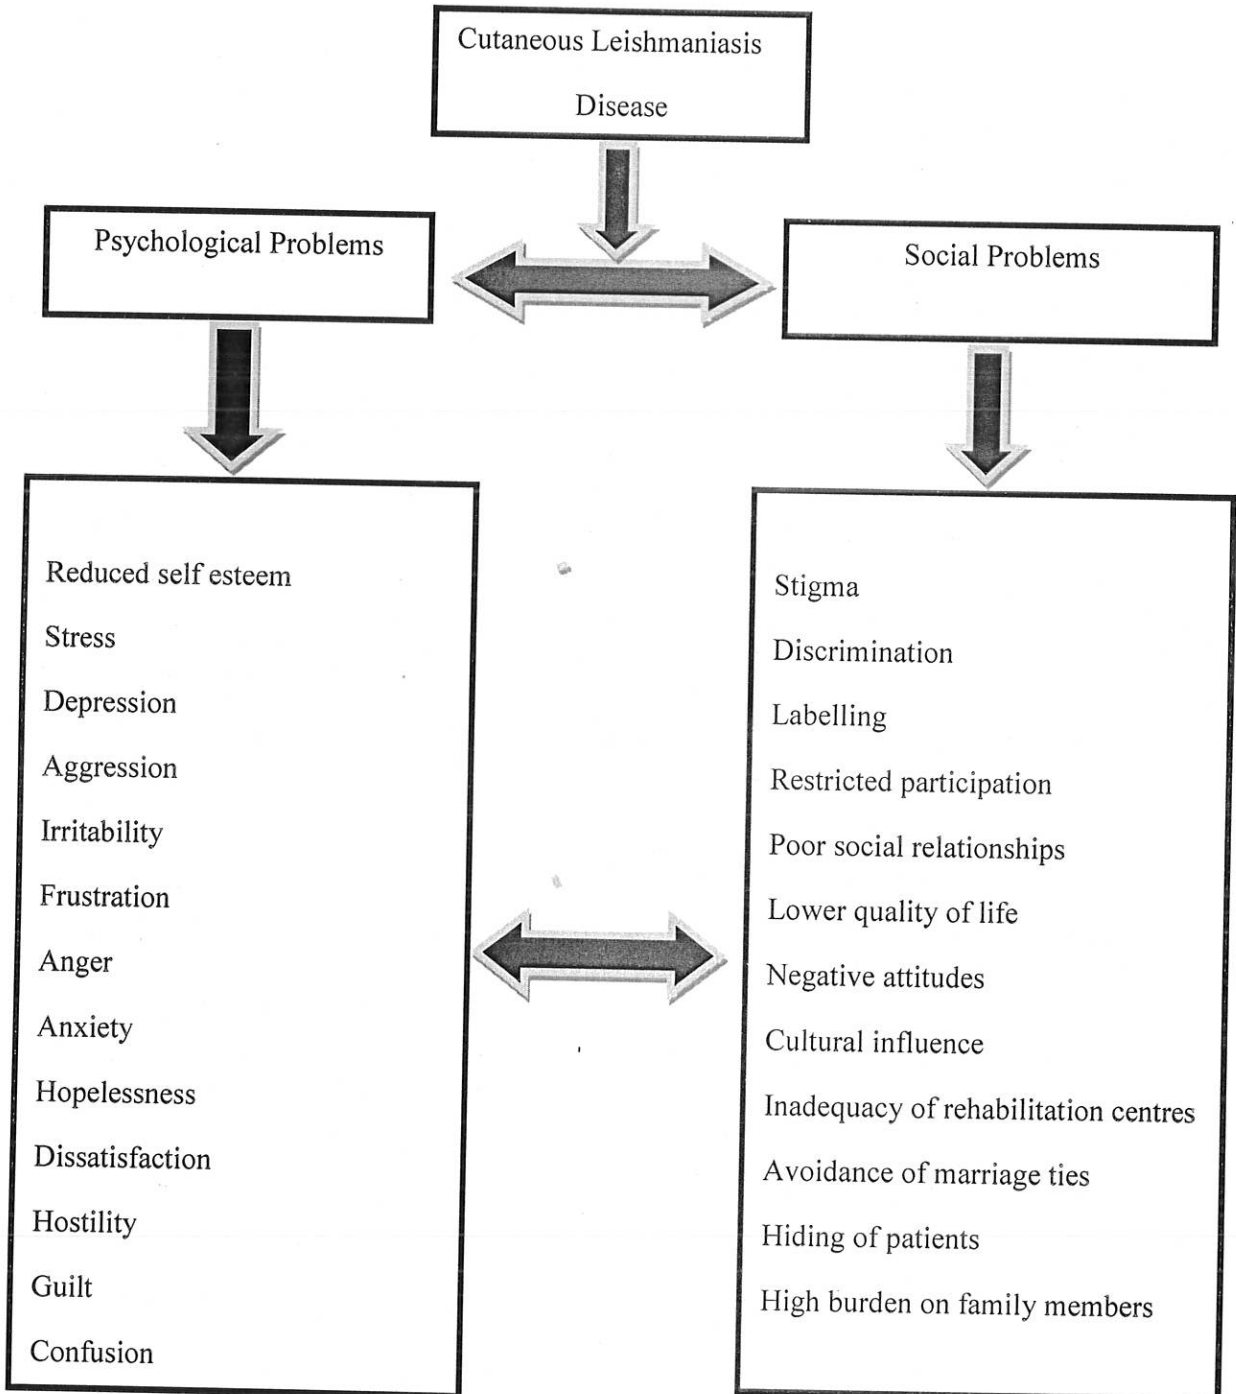 Cutaneous Leishmaniasis
Disease
Psychological Problems
Social Problems
Reduced self esteem
Stress
Depression
Aggression
Irritability
Frustration
Anger
Anxiety
Hopelessness
Dissatisfaction
Hostility
Guilt
Confusion
Stigma
Discrimination
Labelling
Restricted participation
Poor social relationships
Lower quality of life
Negative attitudes
Cultural influence
Inadequacy of rehabilitation centres
Avoidance of marriage ties
Hiding of patients
High burden on family members